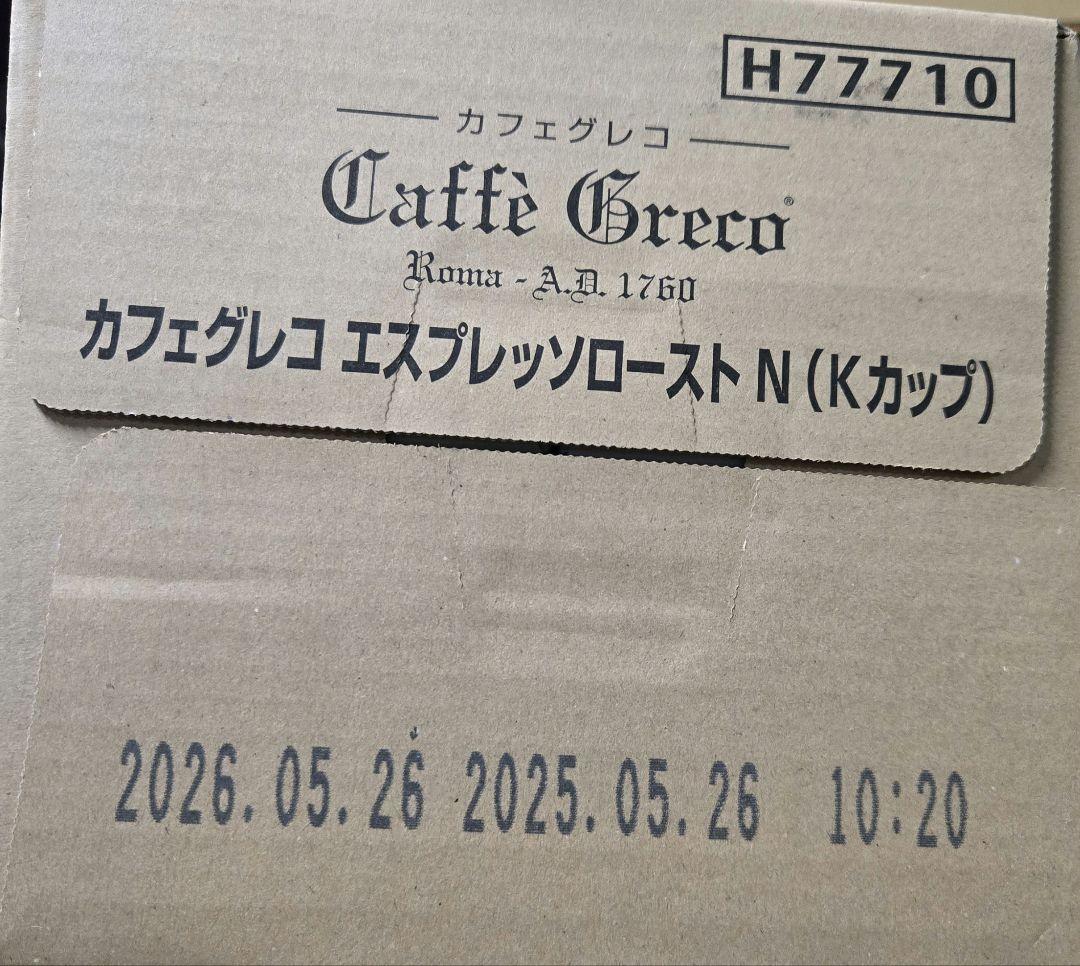 H77710
カフェグレコ
Caffè Greco®
Roma - A.D. 1760
カフェグレコ エスプレッソローストN(Kカップ)
2026.05.26 2025.05.26 10:20